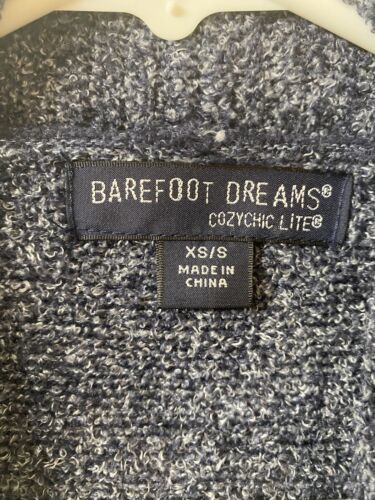 BAREFOOT DREAMS®
COZYCHIC LITE®
XS/S
MADE IN
CHINA